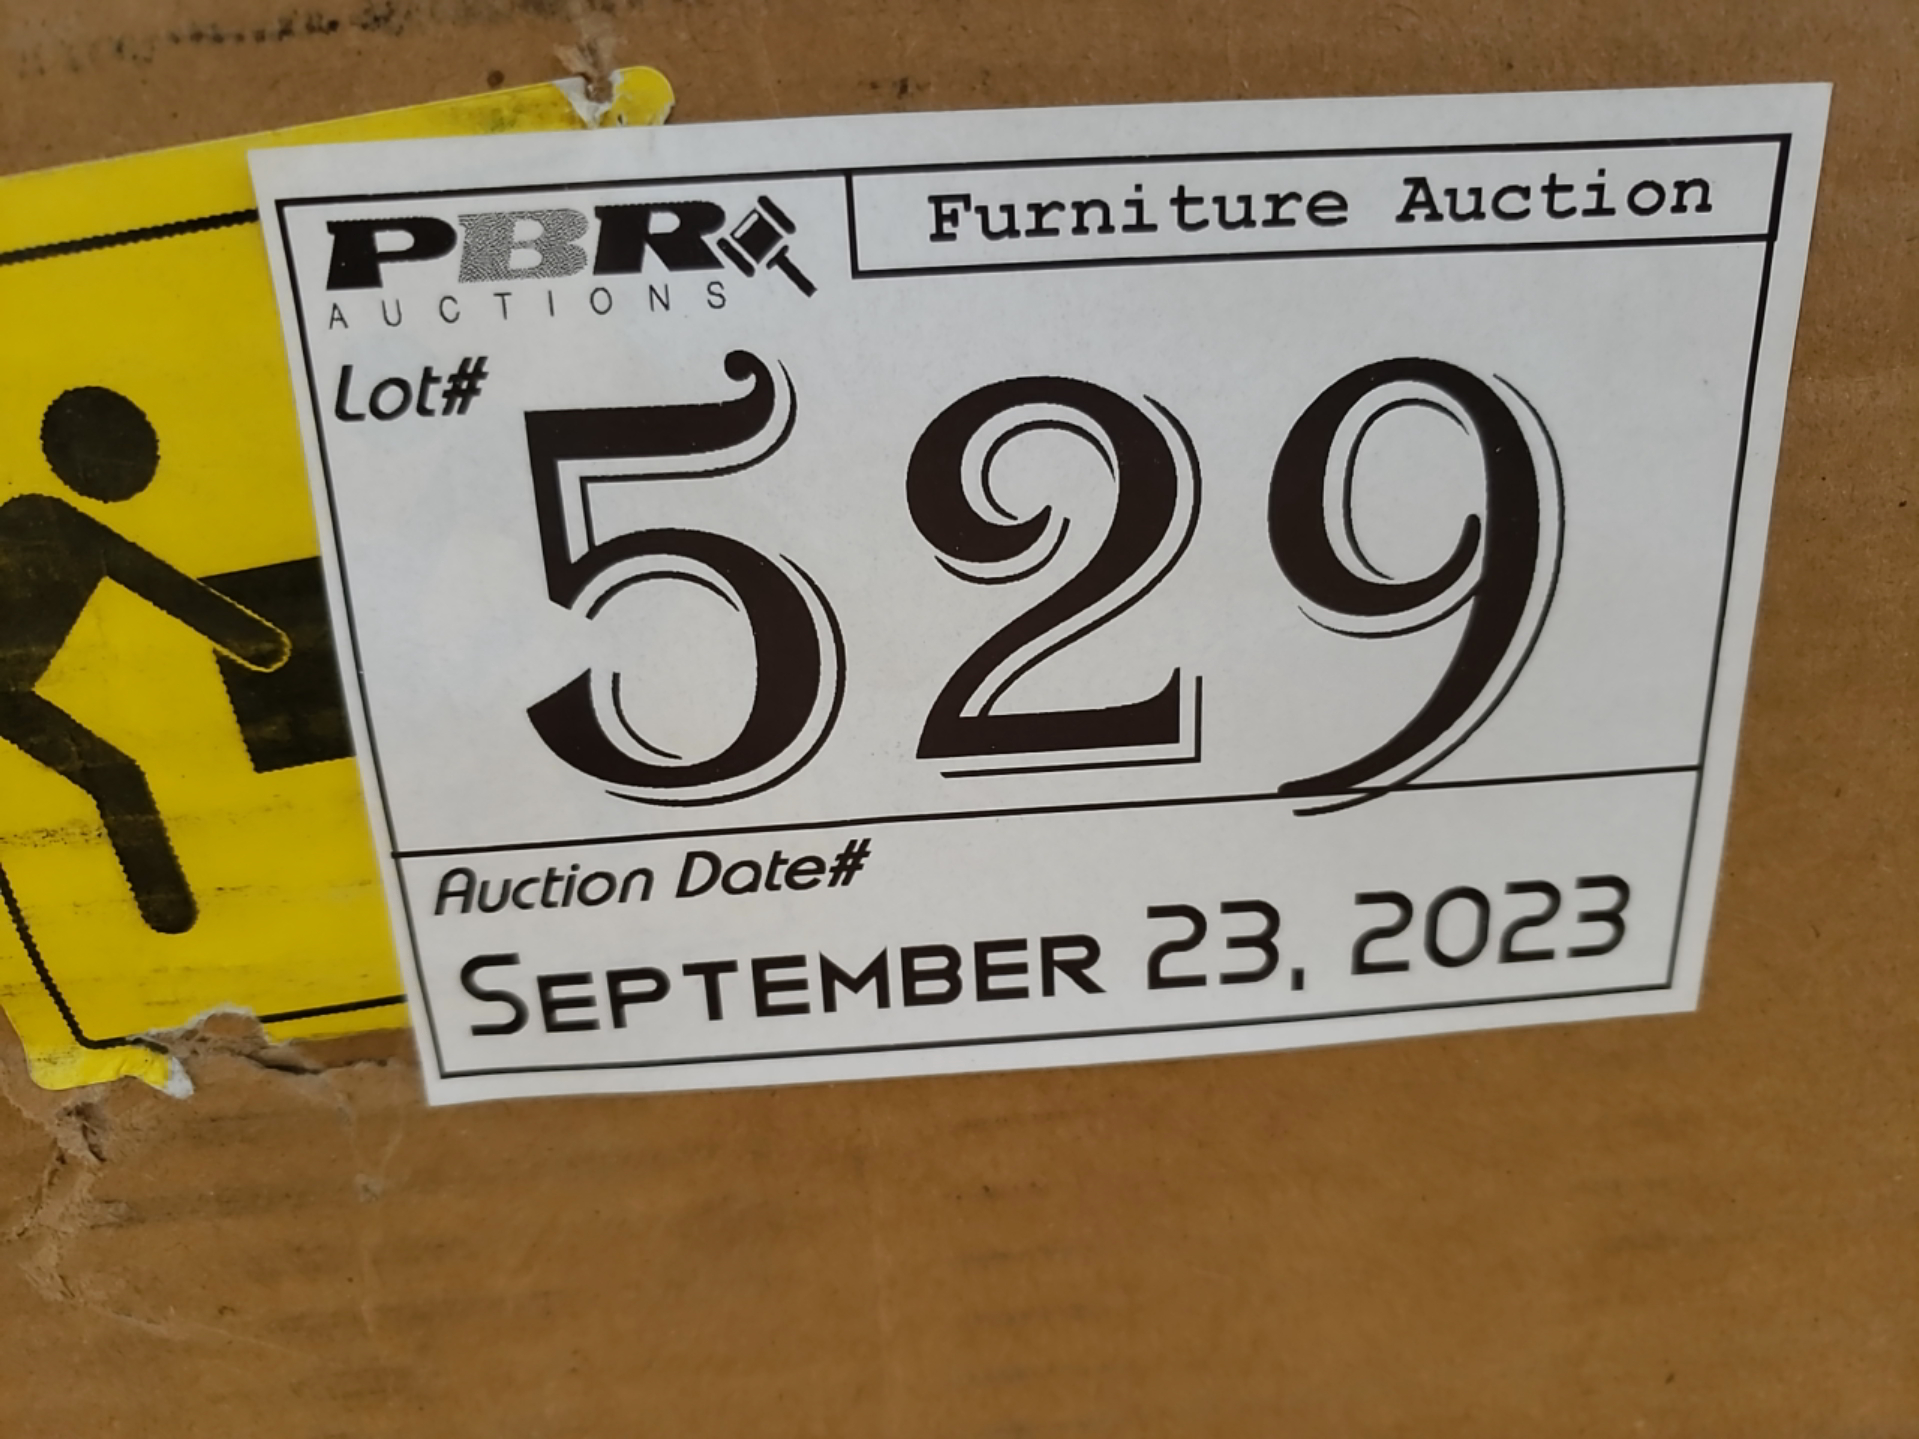 PBR
AUCTIONS
Furniture Auction
Lot#
529
Auction Date#
SEPTEMBER 23, 2023